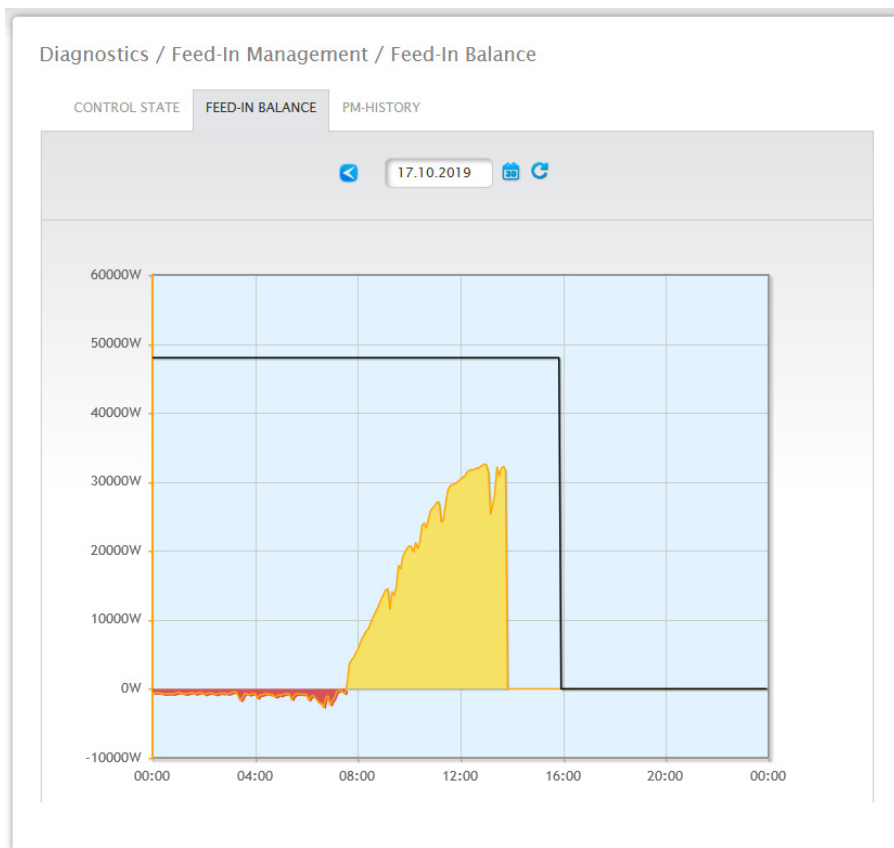 Diagnostics / Feed-In Management / Feed-In Balance
CONTROL STATE FEED-IN BALANCE PM-HISTORY
17.10.2019 30
60000W
50000W
40000W
30000W
20000W
10000W
0W
-10000W
00:00 04:00 08:00 12:00 16:00 20:00 00:00